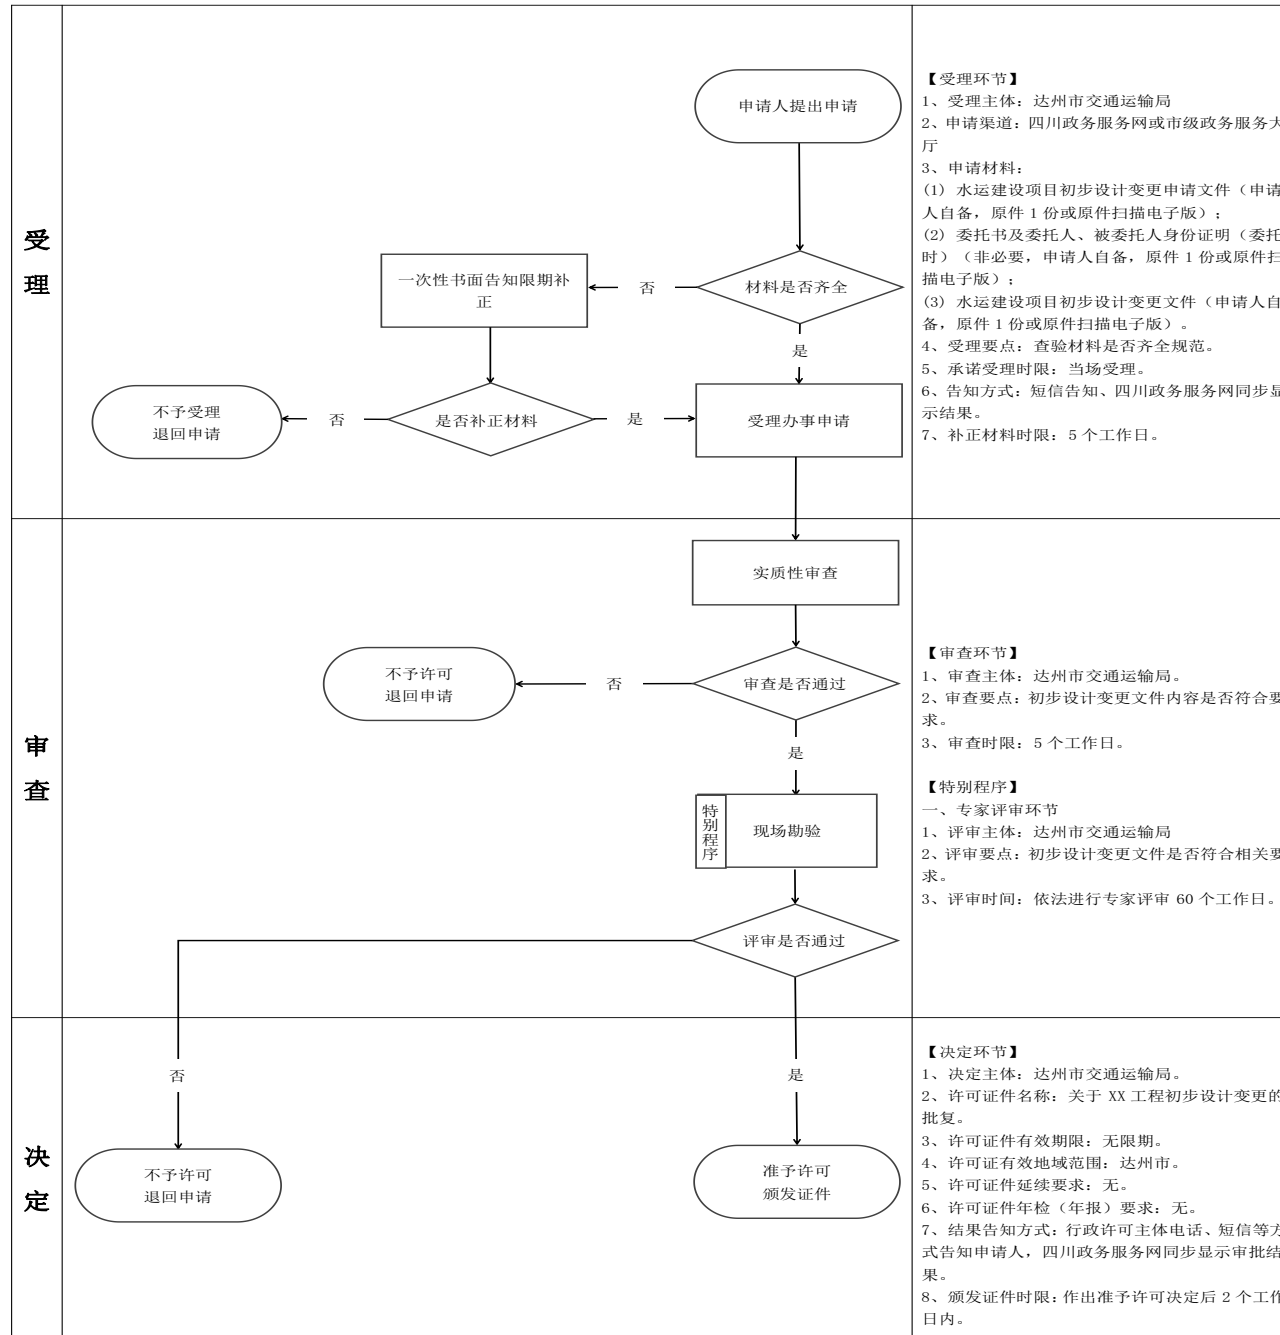 受
理
申请人提出申请
材料是否齐全
否
一次性书面告知限期补
正
是
是否补正材料
否
不予受理
退回申请
是
受理办事申请
【受理环节】
1、受理主体：达州市交通运输局
2、申请渠道：四川政务服务网或市级政务服务大
厅
3、申请材料：
(1) 水运建设项目初步设计变更申请文件（申请
人自备，原件 1 份或原件扫描电子版）；
(2) 委托书及委托人、被委托人身份证明（委托
时）（非必要，申请人自备，原件 1 份或原件扫
描电子版）；
(3) 水运建设项目初步设计变更文件（申请人自
备，原件 1 份或原件扫描电子版）。
4、受理要点：查验材料是否齐全规范。
5、承诺受理时限：当场受理。
6、告知方式：短信告知、四川政务服务网同步显
示结果。
7、补正材料时限：5 个工作日。
审
查
实质性审查
审查是否通过
否
不予许可
退回申请
是
特别程序
现场勘验
评审是否通过
【审查环节】
1、审查主体：达州市交通运输局。
2、审查要点：初步设计变更文件内容是否符合要
求。
3、审查时限：5 个工作日。
【特别程序】
一、专家评审环节
1、评审主体：达州市交通运输局
2、评审要点：初步设计变更文件是否符合相关要
求。
3、评审时间：依法进行专家评审 60 个工作日。
决
定
否
不予许可
退回申请
是
准予许可
颁发证件
【决定环节】
1、决定主体：达州市交通运输局。
2、许可证件名称：关于 XX 工程初步设计变更的
批复。
3、许可证件有效期限：无限期。
4、许可证有效地域范围：达州市。
5、许可证件延续要求：无。
6、许可证件年检（年报）要求：无。
7、结果告知方式：行政许可主体电话、短信等方
式告知申请人，四川政务服务网同步显示审批结
果。
8、颁发证件时限：作出准予许可决定后 2 个工作
日内。